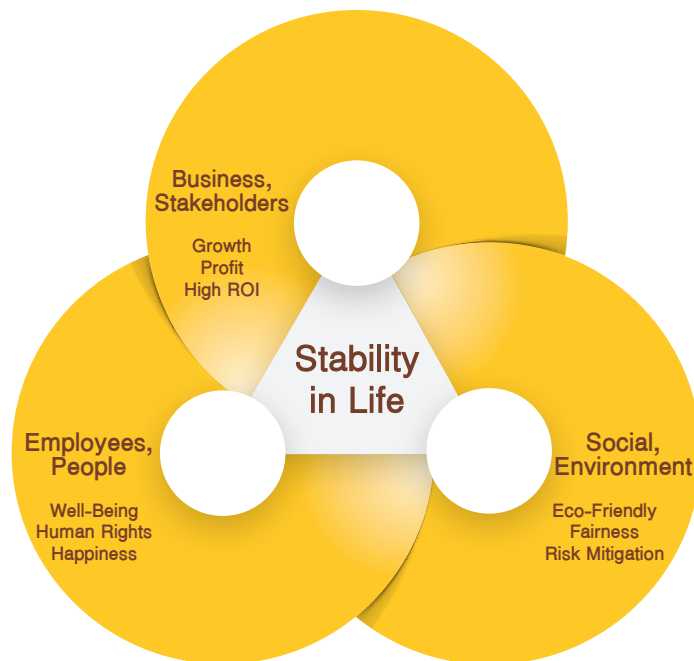 Business,
Stakeholders
Growth
Profit
High ROI
Stability
in Life
Employees,
People
Well-Being
Human Rights
Happiness
Social,
Environment
Eco-Friendly
Fairness
Risk Mitigation